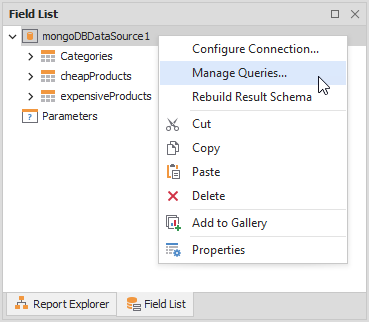 Field List
mongoDBDataSource1
Categories
cheapProducts
expensiveProducts
Parameters
Configure Connection...
Manage Queries...
Rebuild Result Schema
Cut
Copy
Paste
Delete
Add to Gallery
Properties
Report Explorer
Field List